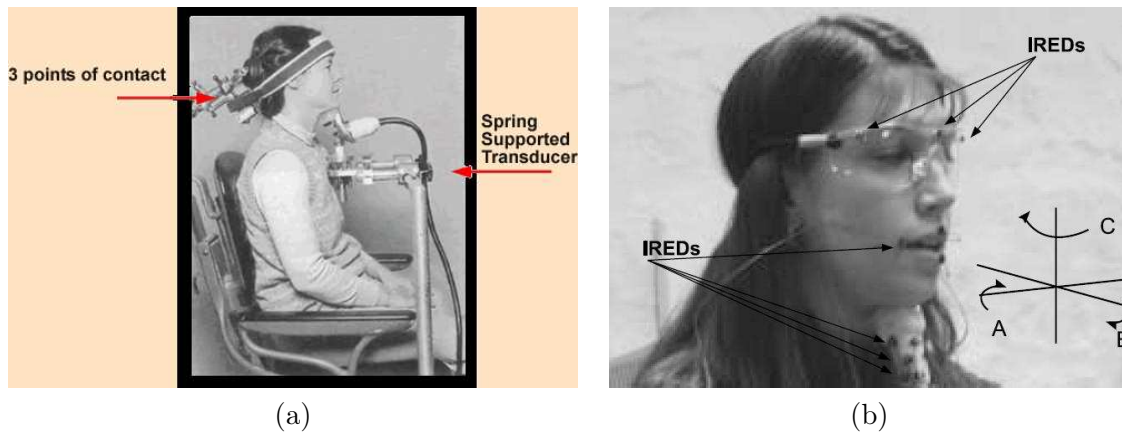 3 points of contact
Spring
Supported
Transducer
(a)
IREDs
IREDs
C
A
(b)